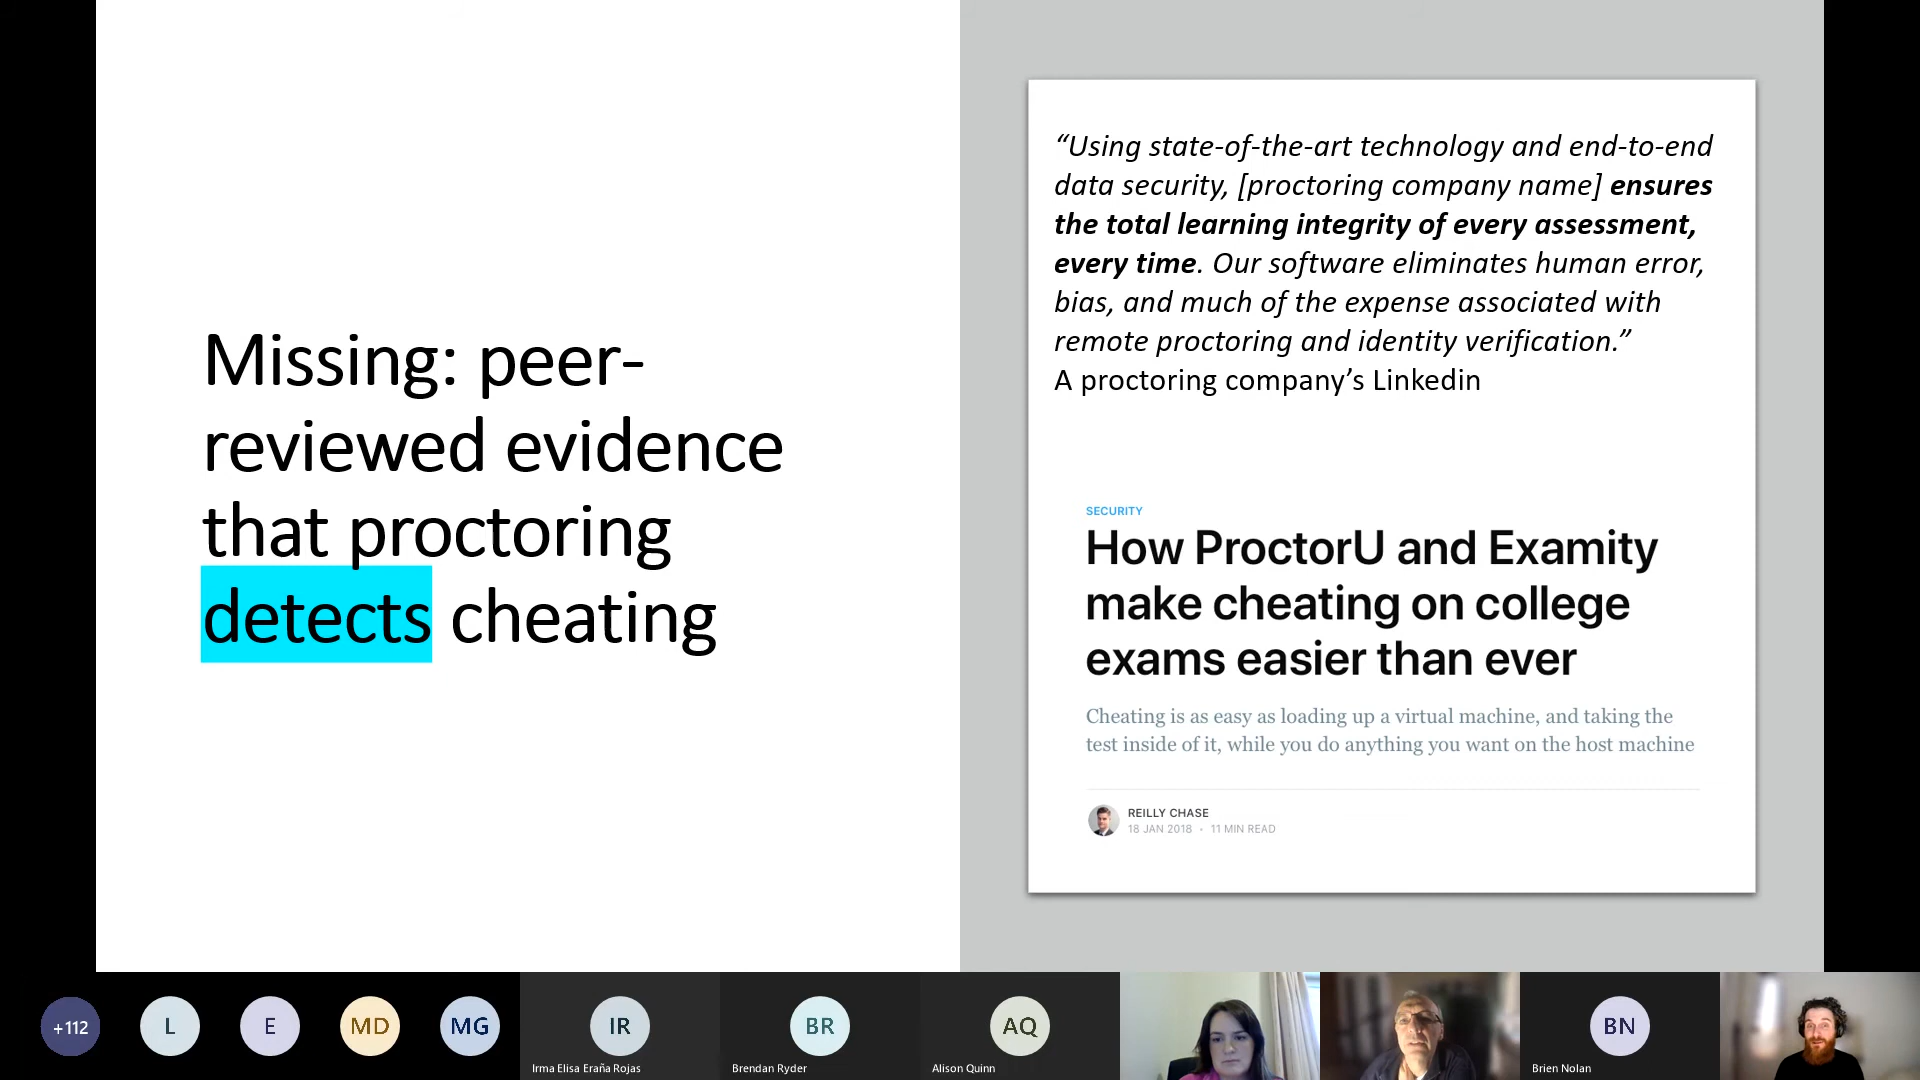 Missing: peer-
reviewed evidence
that proctoring
detects cheating
“Using state-of-the-art technology and end-to-end
data security, [proctoring company name] ensures
the total learning integrity of every assessment,
every time. Our software eliminates human error,
bias, and much of the expense associated with
remote proctoring and identity verification.”
A proctoring company’s Linkedin
SECURITY
How ProctorU and Examity
make cheating on college
exams easier than ever
Cheating is as easy as loading up a virtual machine, and taking the
test inside of it, while you do anything you want on the host machine
REILLY CHASE
18 JAN 2018 • 11 MIN READ
+112
L
E
MD
MG
IR
Irma Elisa Eraña Rojas
BR
Brendan Ryder
AQ
Alison Quinn
BN
Brien Nolan